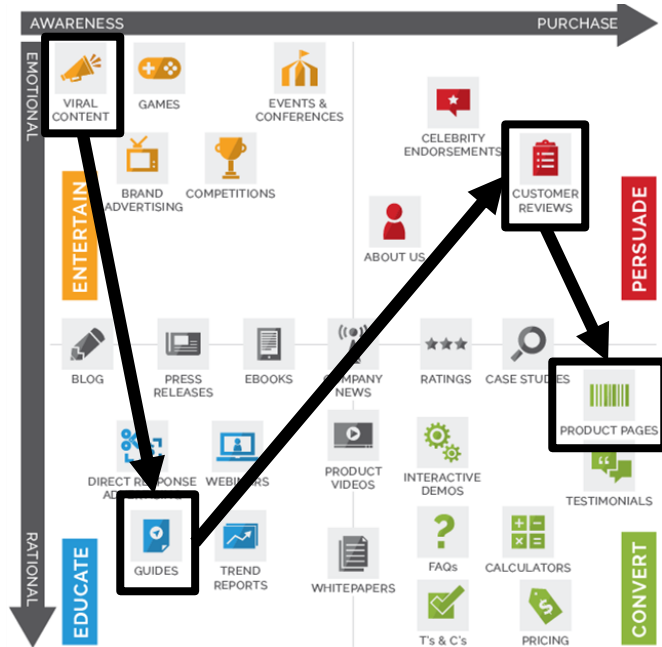 AWARENESS
PURCHASE
EMOTIONAL
VIRAL
CONTENT
GAMES
EVENTS &
CONFERENCES
CELEBRITY
ENDORSEMENTS
BRAND
ADVERTISING
COMPETITIONS
CUSTOMER
REVIEWS
ENTERTAIN
PERSUADE
ABOUT US
BLOG
PRESS
RELEASES
EBOOKS
COMPANY
NEWS
RATINGS
CASE STUDIES
PRODUCT PAGES
DIRECT RESPONSE
WEBINARS
PRODUCT
VIDEOS
INTERACTIVE
DEMOS
TESTIMONIALS
RATIONAL
EDUCATE
GUIDES
TREND
REPORTS
WHITEPAPERS
FAQs
CALCULATORS
T's & C's
PRICING
CONVERT